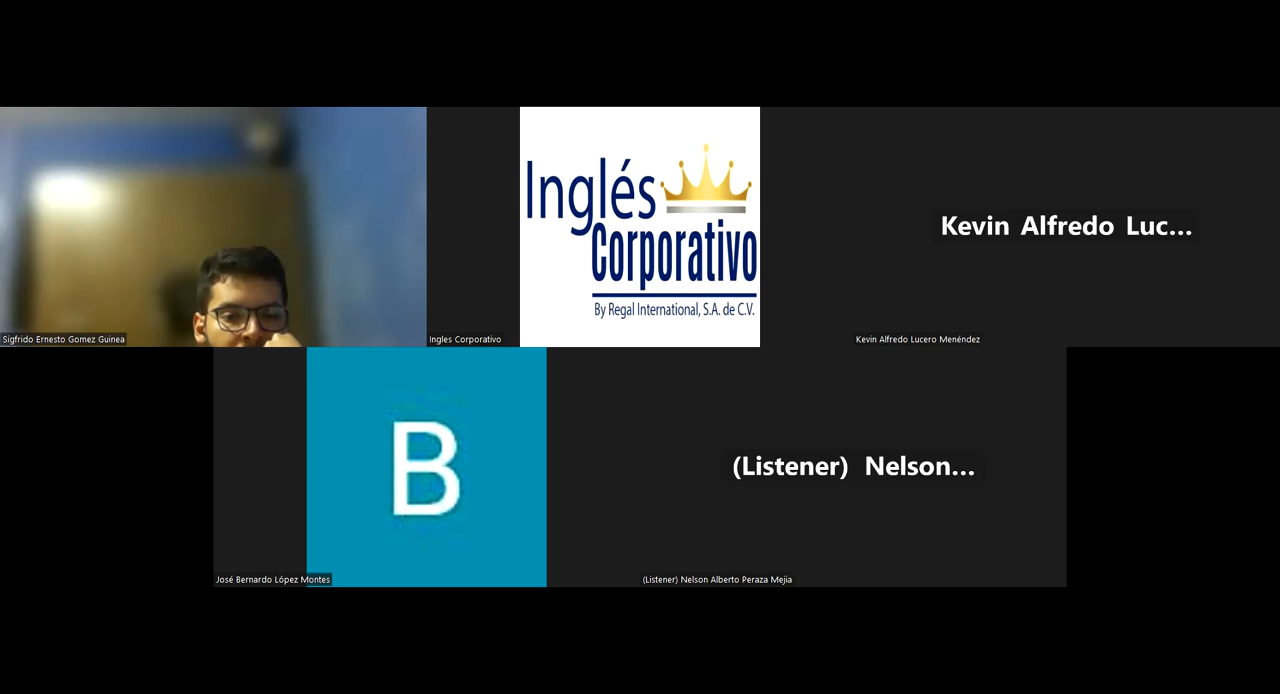 Inglés
Corporativo
By Regal International, S.A. de C.V.
Kevin Alfredo Luc...
Sigfrido Ernesto Gomez Guinea
Ingles Corporativo
Kevin Alfredo Lucero Menéndez
B
(Listener) Nelson...
José Bernardo López Montes
(Listener) Nelson Alberto Peraza Mejia